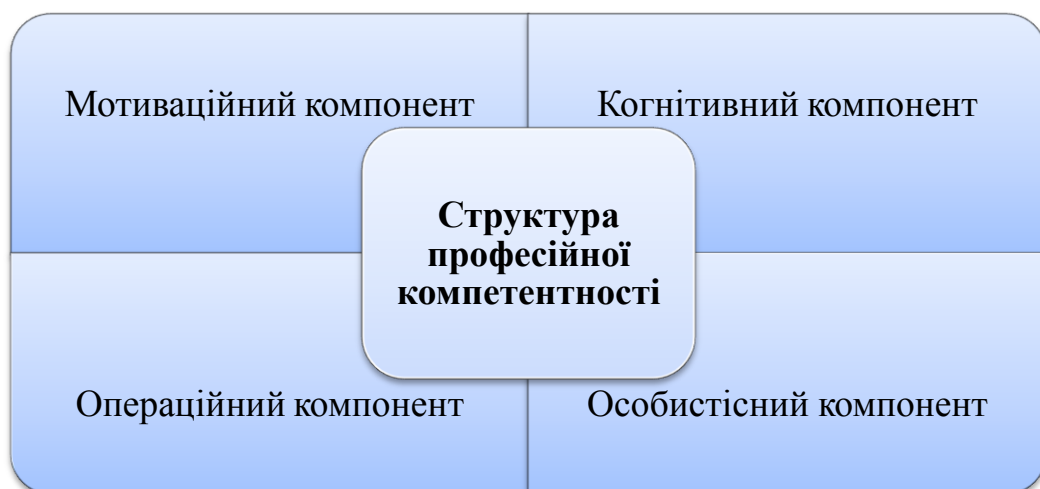 Мотиваційний компонент
Когнітивний компонент
Структура
професійної
компетентності
Операційний компонент
Особистісний компонент